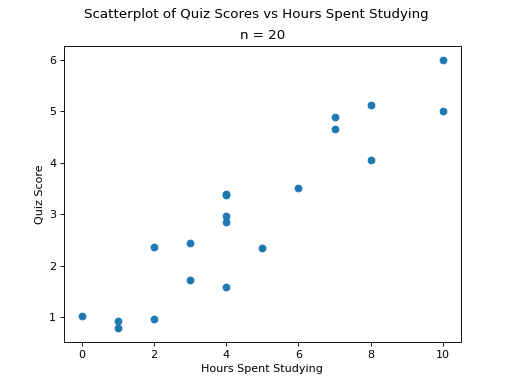 Scatterplot of Quiz Scores vs Hours Spent Studying
n = 20
6
5
4
3
2
1
Quiz Score
0 2 4 6 8 10
Hours Spent Studying